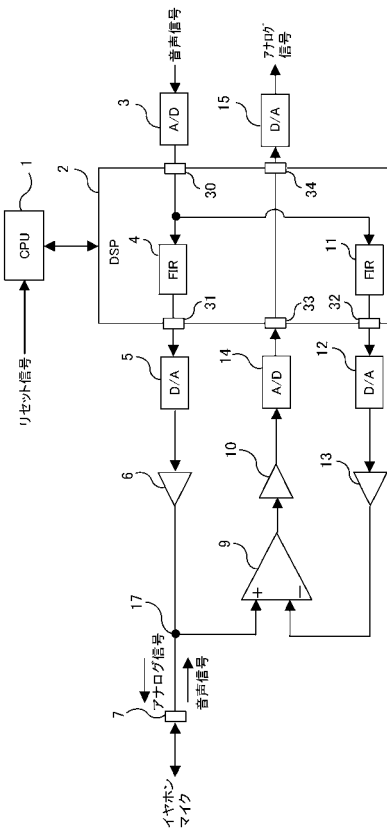 リセット信号
CPU
1
DSP
2
音声信号
3
A/D
30
4
FIR
31
5
D/A
6
17
7
アナログ信号
音声信号
イヤホン
マイク
9
+
−
10
14
A/D
33
34
15
D/A
アナログ
信号
11
FIR
32
12
D/A
13